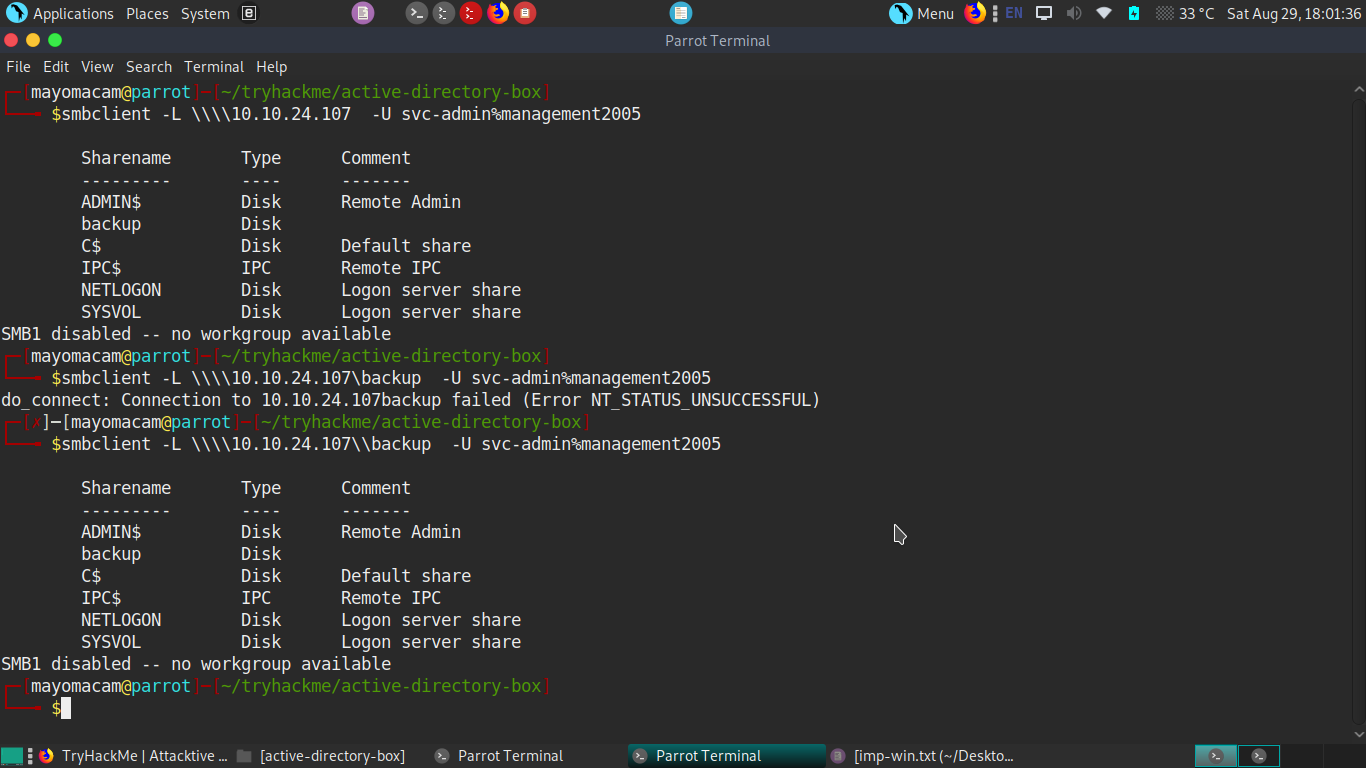 Applications Places System Menu EN 33 °C Sat Aug 29, 18:01:36
Parrot Terminal
File Edit View Search Terminal Help
┌─[mayomacam@parrot]─[~/tryhackme/active-directory-box]
└──╼ $smbclient -L \\\\10.10.24.107  -U svc-admin%management2005
Sharename       Type      Comment
---------       ----      -------
ADMIN$          Disk      Remote Admin
backup          Disk
C$              Disk      Default share
IPC$            IPC       Remote IPC
NETLOGON        Disk      Logon server share
SYSVOL          Disk      Logon server share
SMB1 disabled -- no workgroup available
┌─[mayomacam@parrot]─[~/tryhackme/active-directory-box]
└──╼ $smbclient -L \\\\10.10.24.107\backup  -U svc-admin%management2005
do_connect: Connection to 10.10.24.107backup failed (Error NT_STATUS_UNSUCCESSFUL)
┌─[✗]─[mayomacam@parrot]─[~/tryhackme/active-directory-box]
└──╼ $smbclient -L \\\\10.10.24.107\\backup  -U svc-admin%management2005
Sharename       Type      Comment
---------       ----      -------
ADMIN$          Disk      Remote Admin
backup          Disk
C$              Disk      Default share
IPC$            IPC       Remote IPC
NETLOGON        Disk      Logon server share
SYSVOL          Disk      Logon server share
SMB1 disabled -- no workgroup available
┌─[mayomacam@parrot]─[~/tryhackme/active-directory-box]
└──╼ $
TryHackMe | Attacktive ... [active-directory-box] Parrot Terminal Parrot Terminal [imp-win.txt (~/Deskto...